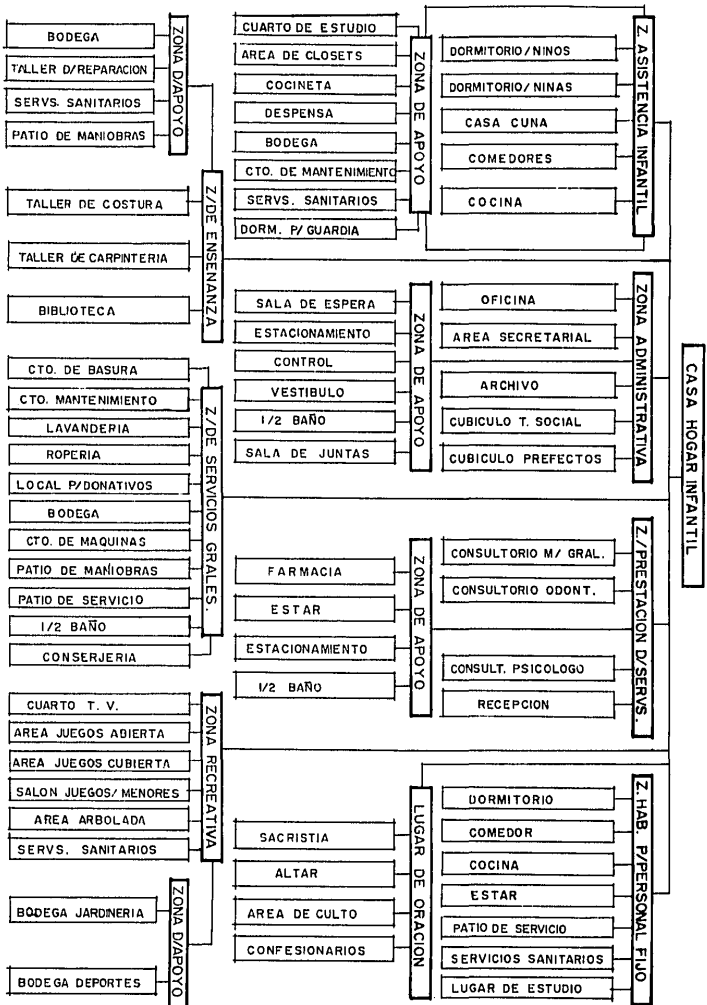 CASA HOGAR INFANTIL
Z. ASISTENCIA INFANTIL
DORMITORIO/NINOS
DORMITORIO/NINAS
CASA CUNA
COMEDORES
COCINA
ZONA DE APOYO
CUARTO DE ESTUDIO
AREA DE CLOSETS
COCINETA
DESPENSA
BODEGA
CTO. DE MANTENIMIENTO
SERVS. SANITARIOS
DORM. P/GUARDIA
ZONA ADMINISTRATIVA
OFICINA
AREA SECRETARIAL
ARCHIVO
CUBICULO T. SOCIAL
CUBICULO PREFECTOS
ZONA DE APOYO
SALA DE ESPERA
ESTACIONAMIENTO
CONTROL
VESTIBULO
1/2 BAÑO
SALA DE JUNTAS
Z./PRESTACION D/SERVS.
CONSULTORIO M/ GRAL.
CONSULTORIO ODONT.
CONSULT. PSICOLOGO
RECEPCION
ZONA DE APOYO
FARMACIA
ESTAR
ESTACIONAMIENTO
1/2 BAÑO
Z. HAB. P/PERSONAL FIJO
DORMITORIO
COMEDOR
COCINA
ESTAR
PATIO DE SERVICIO
SERVICIOS SANITARIOS
LUGAR DE ESTUDIO
LUGAR DE ORACION
SACRISTIA
ALTAR
AREA DE CULTO
CONFESIONARIOS
Z/DE ENSENANZA
TALLER DE COSTURA
TALLER DE CARPINTERIA
BIBLIOTECA
ZONA D/APOYO
BODEGA
TALLER D/REPARACION
SERVS. SANITARIOS
PATIO DE MANIOBRAS
Z/DE SERVICIOS GRALES.
CTO. DE BASURA
CTO. MANTENIMIENTO
LAVANDERIA
ROPERIA
LOCAL P/DONATIVOS
BODEGA
CTO. DE MAQUINAS
PATIO DE MANIOBRAS
PATIO DE SERVICIO
1/2 BAÑO
CONSERJERIA
ZONA RECREATIVA
CUARTO T. V.
AREA JUEGOS ABIERTA
AREA JUEGOS CUBIERTA
SALON JUEGOS/MENORES
AREA ARBOLADA
SERVS. SANITARIOS
ZONA D/APOYO
BODEGA JARDINERIA
BODEGA DEPORTES